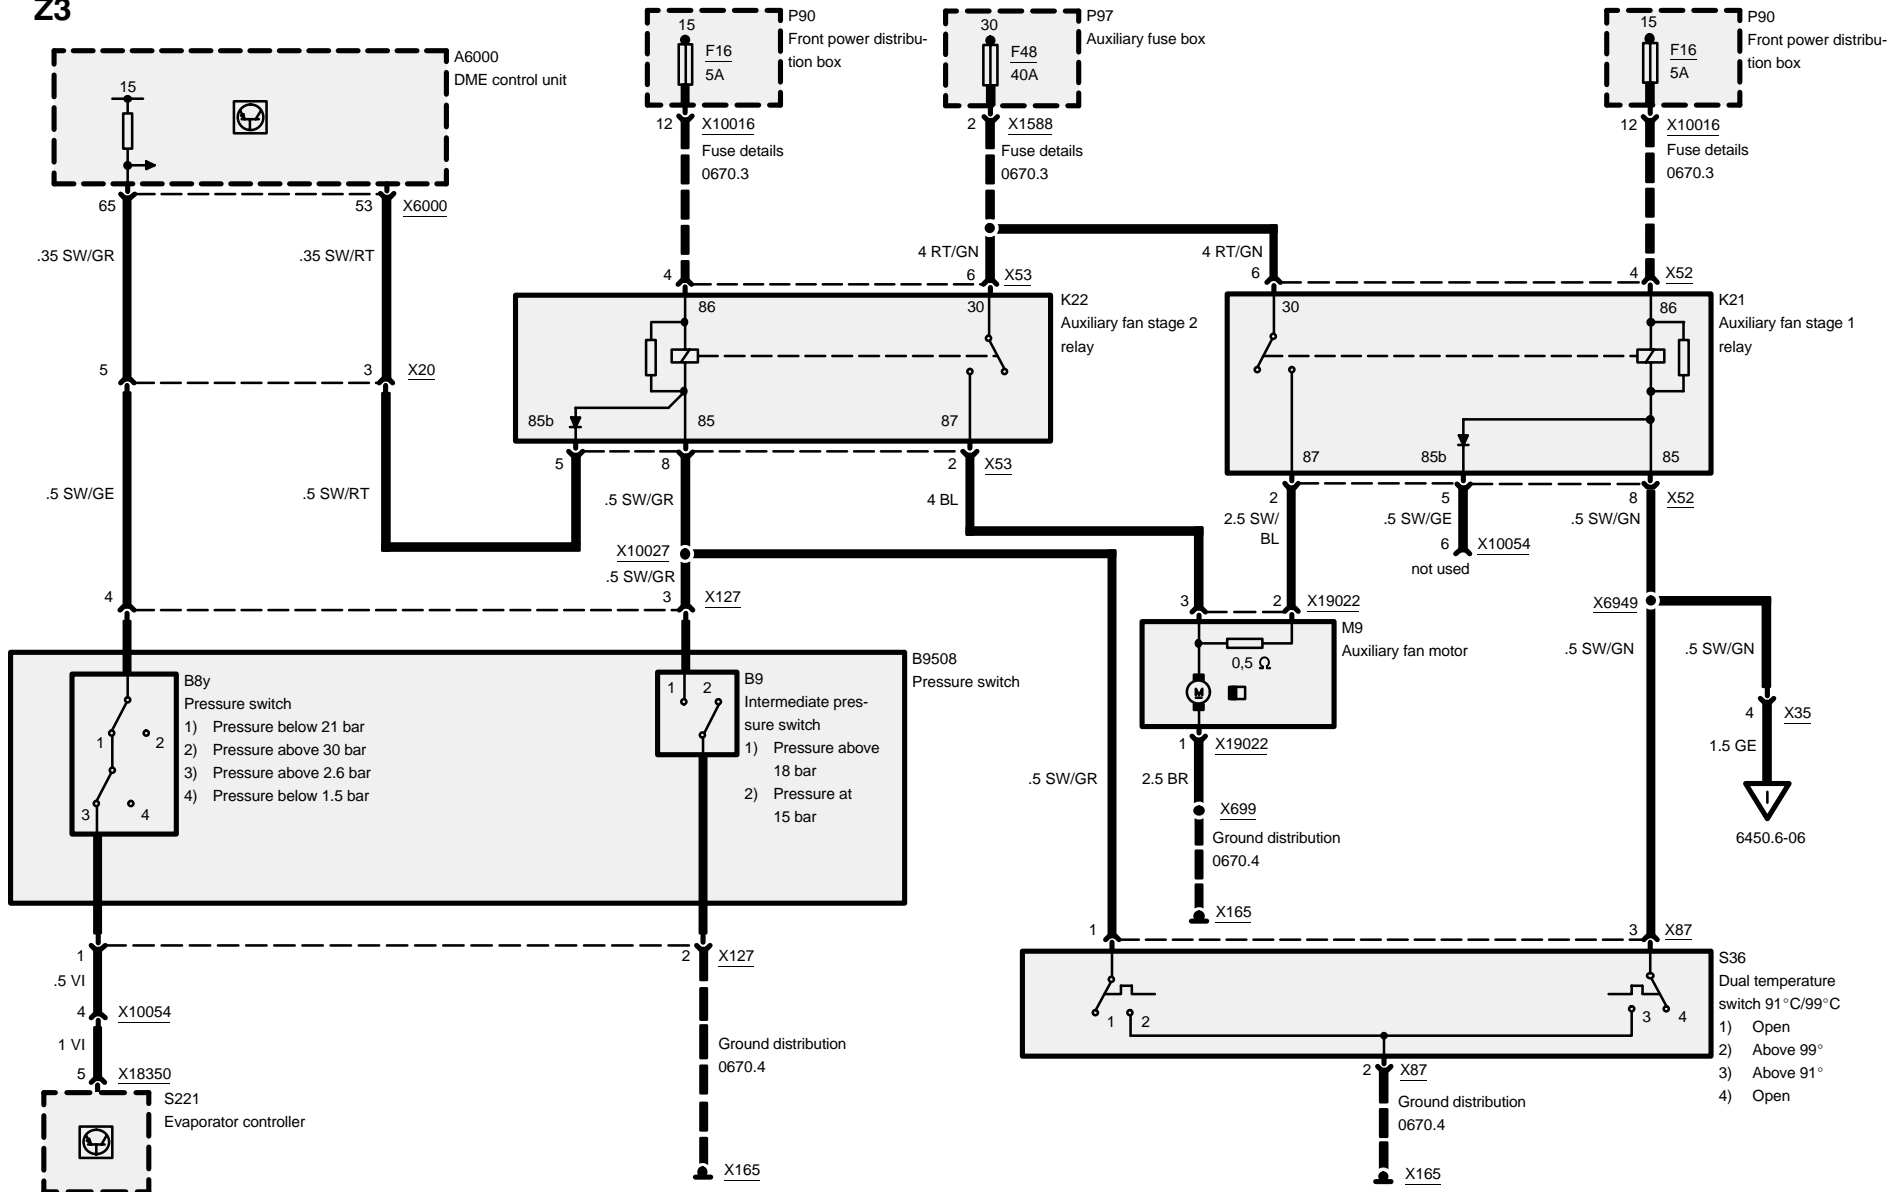 Z3
15
A6000
DME control unit
65
53
X6000
.35 SW/GR
.35 SW/RT
5
3
X20
.5 SW/GE
.5 SW/RT
P90
Front power distribu-
tion box
15
F16
5A
12
X10016
Fuse details
0670.3
P97
Auxiliary fuse box
30
F48
40A
2
X1588
Fuse details
0670.3
P90
Front power distribu-
tion box
15
F16
5A
12
X10016
Fuse details
0670.3
4 RT/GN
4 RT/GN
4
6
X53
86
30
K22
Auxiliary fan stage 2
relay
85b
85
87
5
8
2
X53
.5 SW/GR
4 BL
X10027
.5 SW/GR
6
4
X52
30
86
K21
Auxiliary fan stage 1
relay
87
85b
85
2
5
8
X52
2.5 SW/
BL
.5 SW/GE
.5 SW/GN
6
X10054
not used
4
3
X127
3
2
X19022
M9
Auxiliary fan motor
0,5 Ω
M
1
X19022
2.5 BR
X699
Ground distribution
0670.4
X165
X6949
.5 SW/GN
.5 SW/GN
4
X35
1.5 GE
I
6450.6-06
B9508
Pressure switch
B8y
Pressure switch
1) Pressure below 21 bar
2) Pressure above 30 bar
3) Pressure above 2.6 bar
4) Pressure below 1.5 bar
1
2
3
4
1
2
B9
Intermediate pres-
sure switch
1) Pressure above
18 bar
2) Pressure at
15 bar
.5 SW/GR
1
2
X127
.5 VI
4
X10054
1 VI
5
X18350
S221
Evaporator controller
Ground distribution
0670.4
X165
1
3
X87
S36
Dual temperature
switch 91°C/99°C
1) Open
2) Above 99°
3) Above 91°
4) Open
1
2
3
4
2
X87
Ground distribution
0670.4
X165